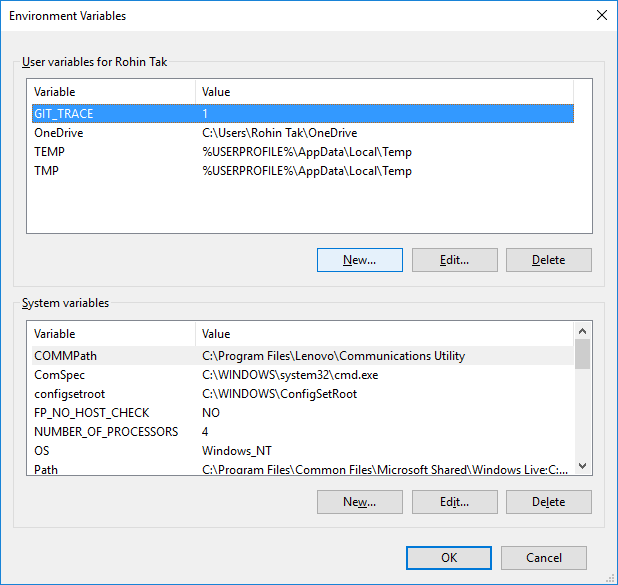 Environment Variables
User variables for Rohin Tak
Variable Value
GIT_TRACE 1
OneDrive C:\Users\Rohin Tak\OneDrive
TEMP %USERPROFILE%\AppData\Local\Temp
TMP %USERPROFILE%\AppData\Local\Temp
New... Edit... Delete
System variables
Variable Value
COMMPath C:\Program Files\Lenovo\Communications Utility
ComSpec C:\WINDOWS\system32\cmd.exe
configsetroot C:\WINDOWS\ConfigSetRoot
FP_NO_HOST_CHECK NO
NUMBER_OF_PROCESSORS 4
OS Windows_NT
Path C:\Program Files\Common Files\Microsoft Shared\Windows Live;C:...
New... Edit... Delete
OK Cancel